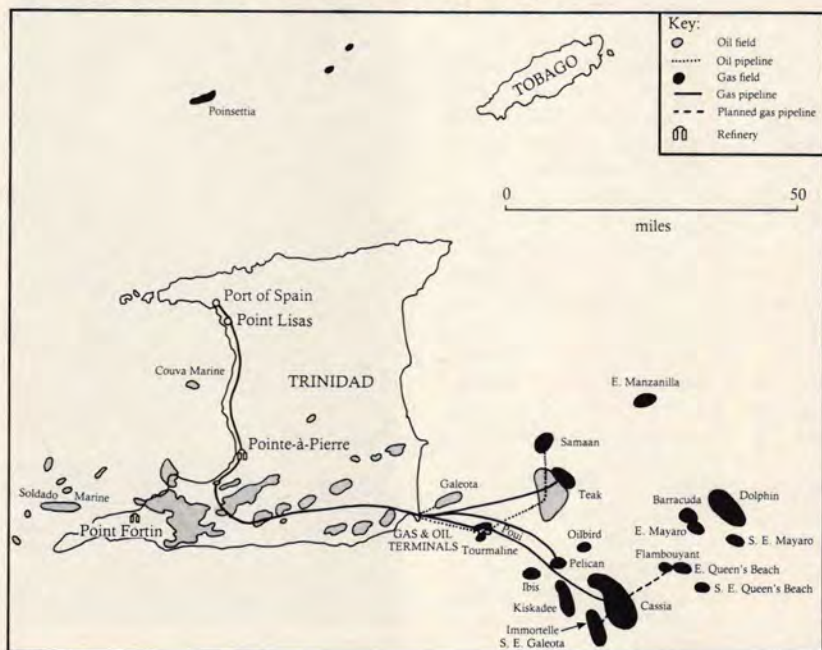 Key:
Oil field
Oil pipeline
Gas field
Gas pipeline
Planned gas pipeline
Refinery
TOBAGO
Poinsettia
0 50
miles
Port of Spain
Point Lisas
Couva Marine
TRINIDAD
E. Manzanilla
Pointe-à-Pierre
Samaan
Soldado Marine
Galeota
Teak
Barracuda
Dolphin
Point Fortin
GAS & OIL
TERMINALS
Poui
Tourmaline
Oilbird
E. Mayaro
S. E. Mayaro
Flambouyant
Pelican
E. Queen's Beach
Ibis
S. E. Queen's Beach
Kiskadee
Cassia
Immortelle
S. E. Galeota